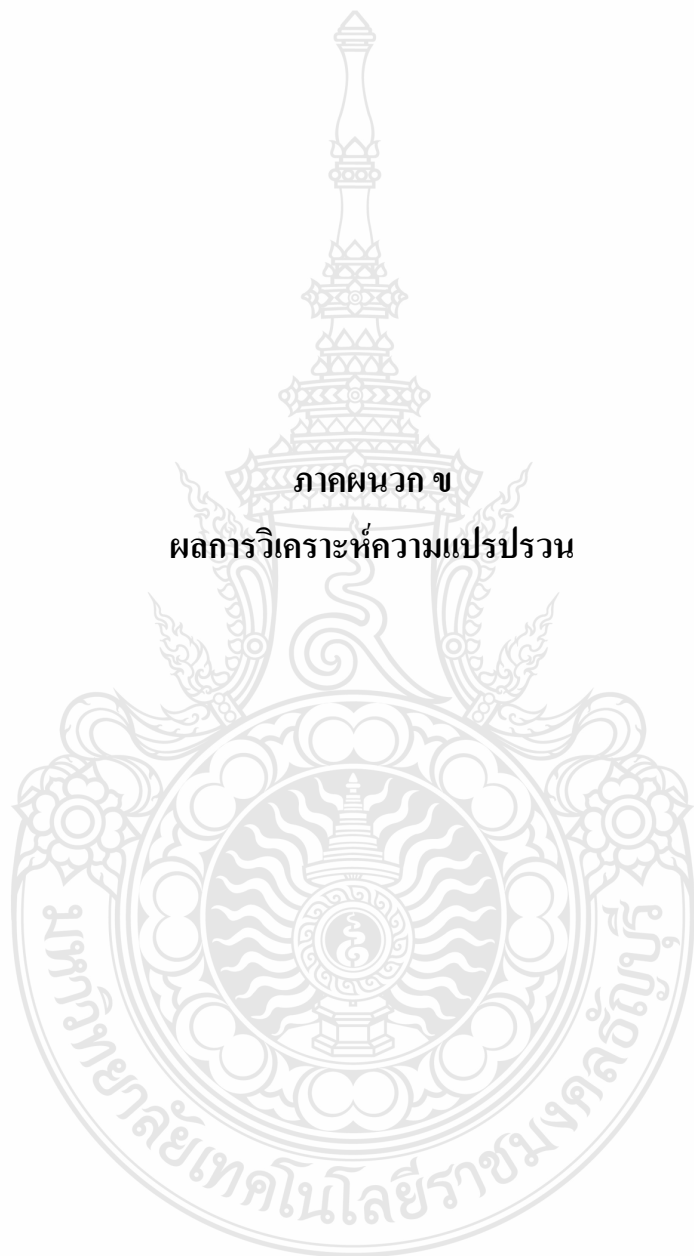 ภาคผนวก ข
ผลการวิเคราะห์ความแปรปรวน
มหาวิทยาลัยเทคโนโลยีราชมงคลธัญบุรี